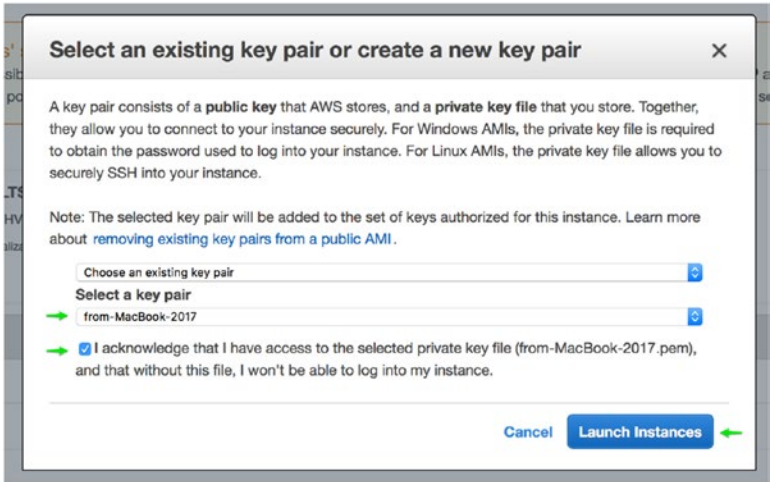 Select an existing key pair or create a new key pair
A key pair consists of a public key that AWS stores, and a private key file that you store. Together,
they allow you to connect to your instance securely. For Windows AMIs, the private key file is required
to obtain the password used to log into your instance. For Linux AMIs, the private key file allows you to
securely SSH into your instance.
Note: The selected key pair will be added to the set of keys authorized for this instance. Learn more
about removing existing key pairs from a public AMI.
Choose an existing key pair
Select a key pair
from-MacBook-2017
I acknowledge that I have access to the selected private key file (from-MacBook-2017.pem),
and that without this file, I won't be able to log into my instance.
Cancel
Launch Instances